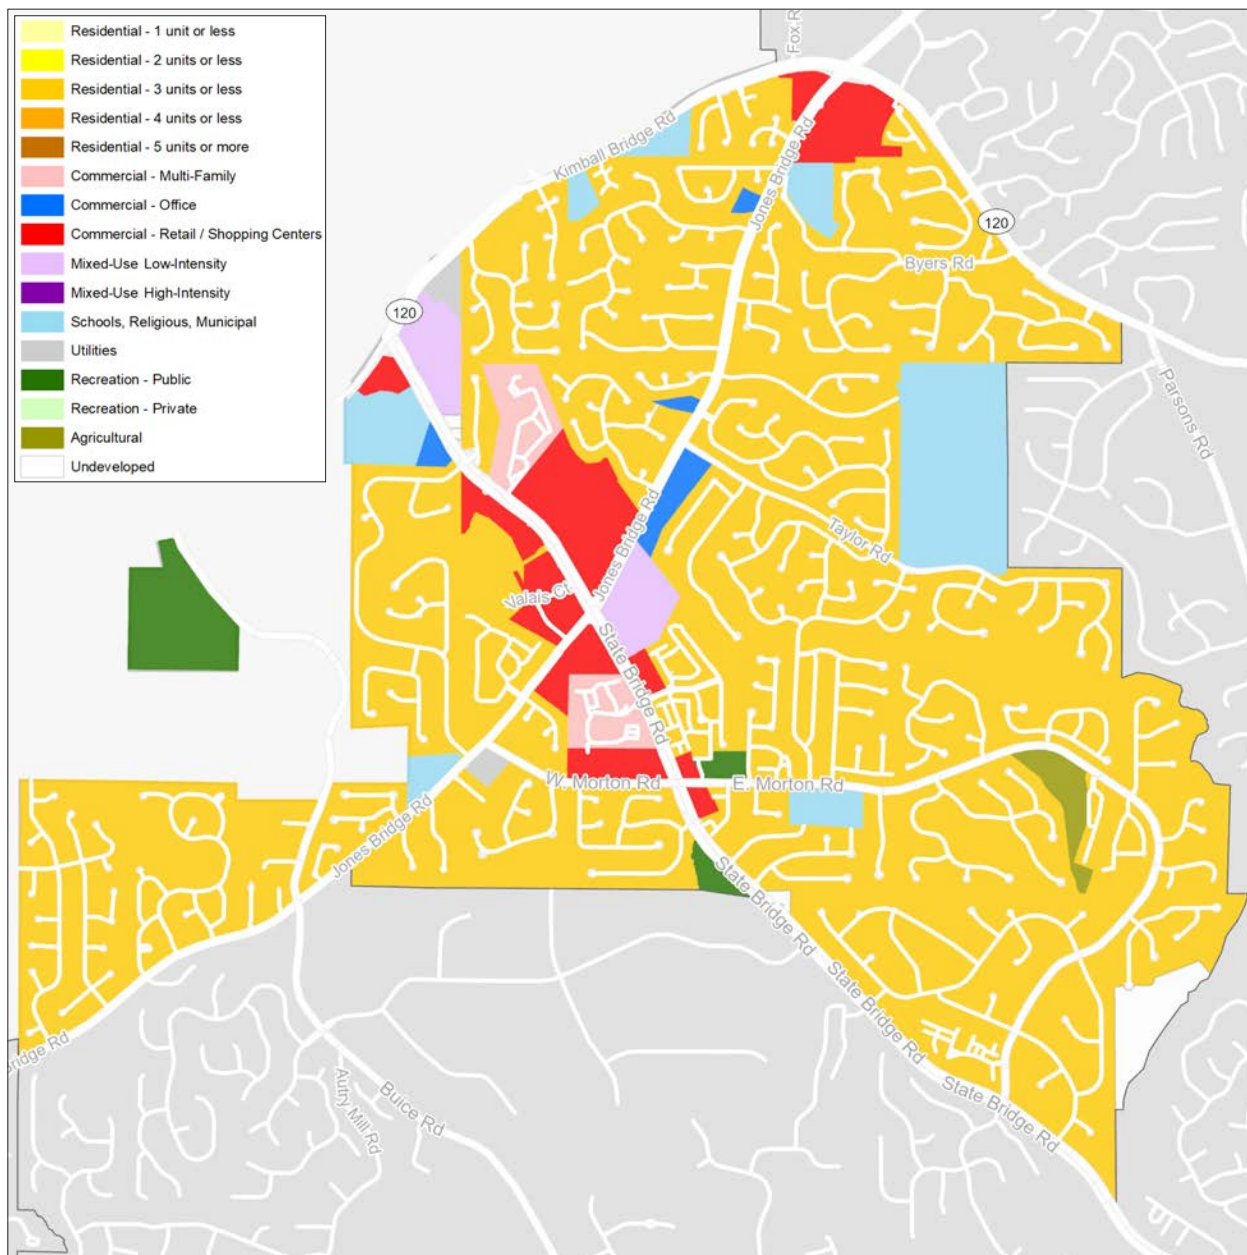 Residential - 1 unit or less
Residential - 2 units or less
Residential - 3 units or less
Residential - 4 units or less
Residential - 5 units or more
Commercial - Multi-Family
Commercial - Office
Commercial - Retail / Shopping Centers
Mixed-Use Low-Intensity
Mixed-Use High-Intensity
Schools, Religious, Municipal
Utilities
Recreation - Public
Recreation - Private
Agricultural
Undeveloped
Fox R
Kimball Bridge Rd
Jones Bridge Rd
120
Byers Rd
120
Parsons Rd
Jones Bridge Rd
Taylor Rd
Valais Ct
State Bridge Rd
W. Morton Rd
E. Morton Rd
Jones Bridge Rd
State Bridge Rd
State Bridge Rd
Bridge Rd
State Bridge Rd
Autry Mill Rd
Buice Rd